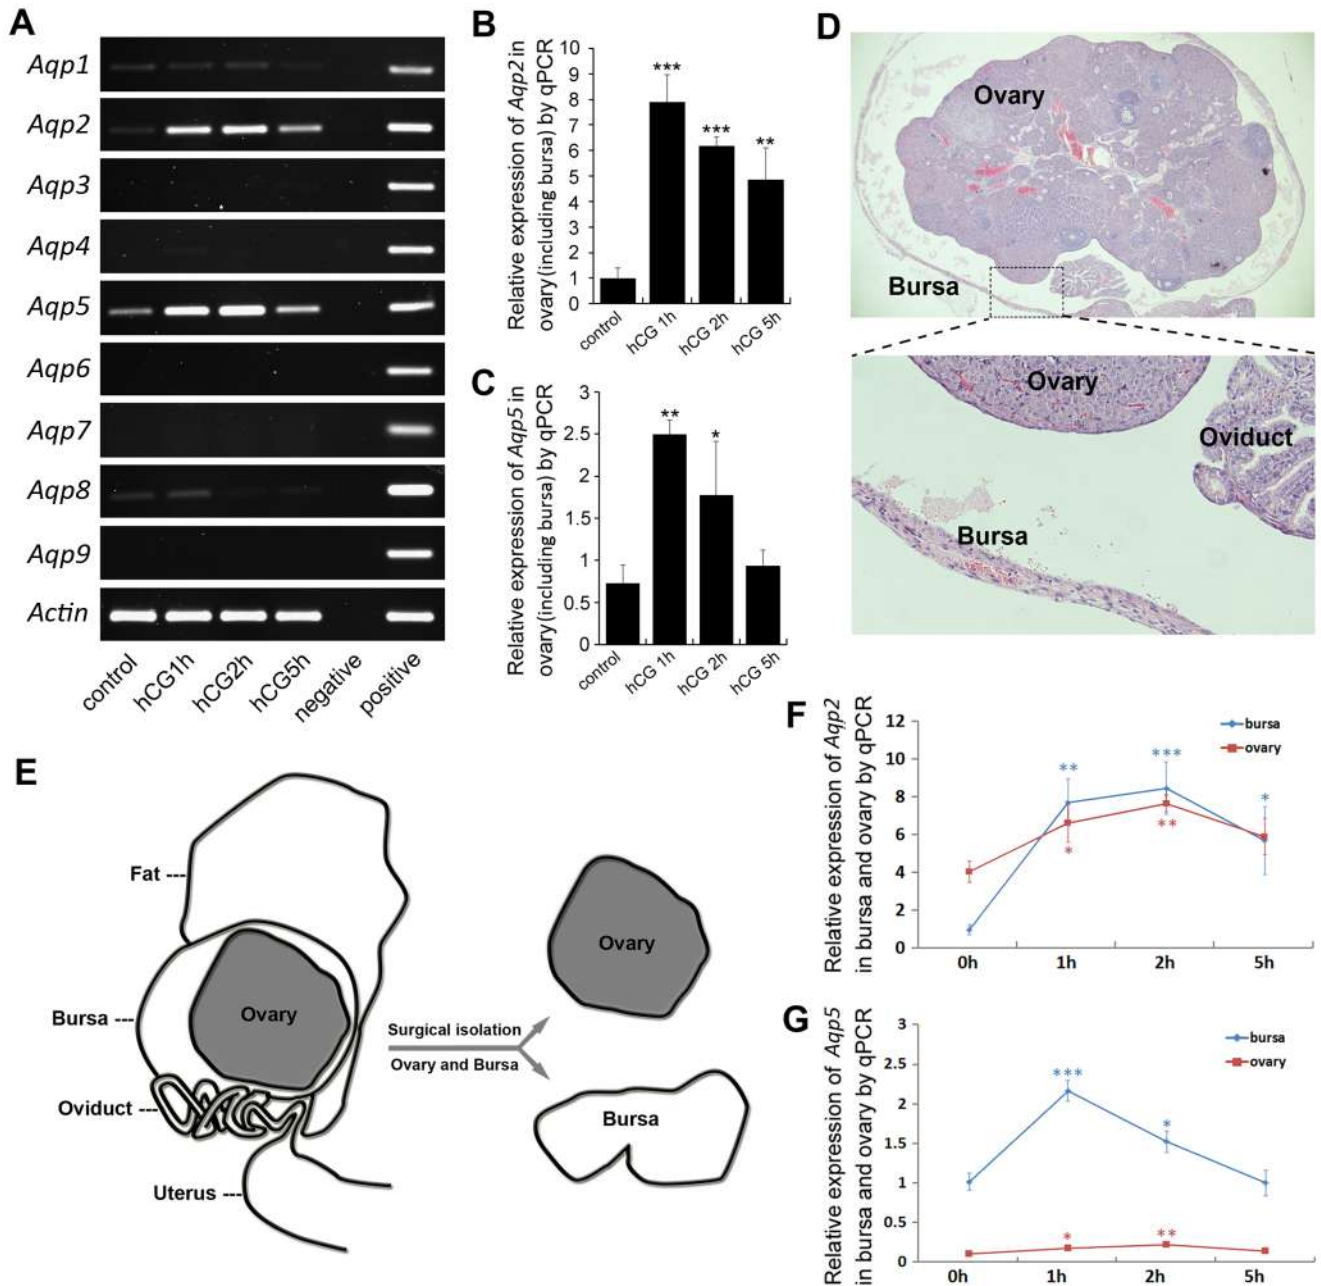 A
Aqp1
Aqp2
Aqp3
Aqp4
Aqp5
Aqp6
Aqp7
Aqp8
Aqp9
Actin
control
hCG1h
hCG2h
hCG5h
negative
positive
B
Relative expression of Aqp2 in
ovary (including bursa) by qPCR
10
9
8
7
6
5
4
3
2
1
0
***
***
**
control
hCG 1h
hCG 2h
hCG 5h
C
Relative expression of Aqp5 in
ovary (including bursa) by qPCR
3
2.5
2
1.5
1
0.5
0
**
*
control
hCG 1h
hCG 2h
hCG 5h
D
Ovary
Bursa
Ovary
Oviduct
Bursa
E
Fat ---
Bursa ---
Oviduct ---
Uterus ---
Ovary
Surgical isolation
Ovary and Bursa
Ovary
Bursa
F
Relative expression of Aqp2
in bursa and ovary by qPCR
12
10
8
6
4
2
0
bursa
ovary
**
***
*
*
**
0h
1h
2h
5h
G
Relative expression of Aqp5
in bursa and ovary by qPCR
3
2.5
2
1.5
1
0.5
0
bursa
ovary
***
*
*
**
0h
1h
2h
5h